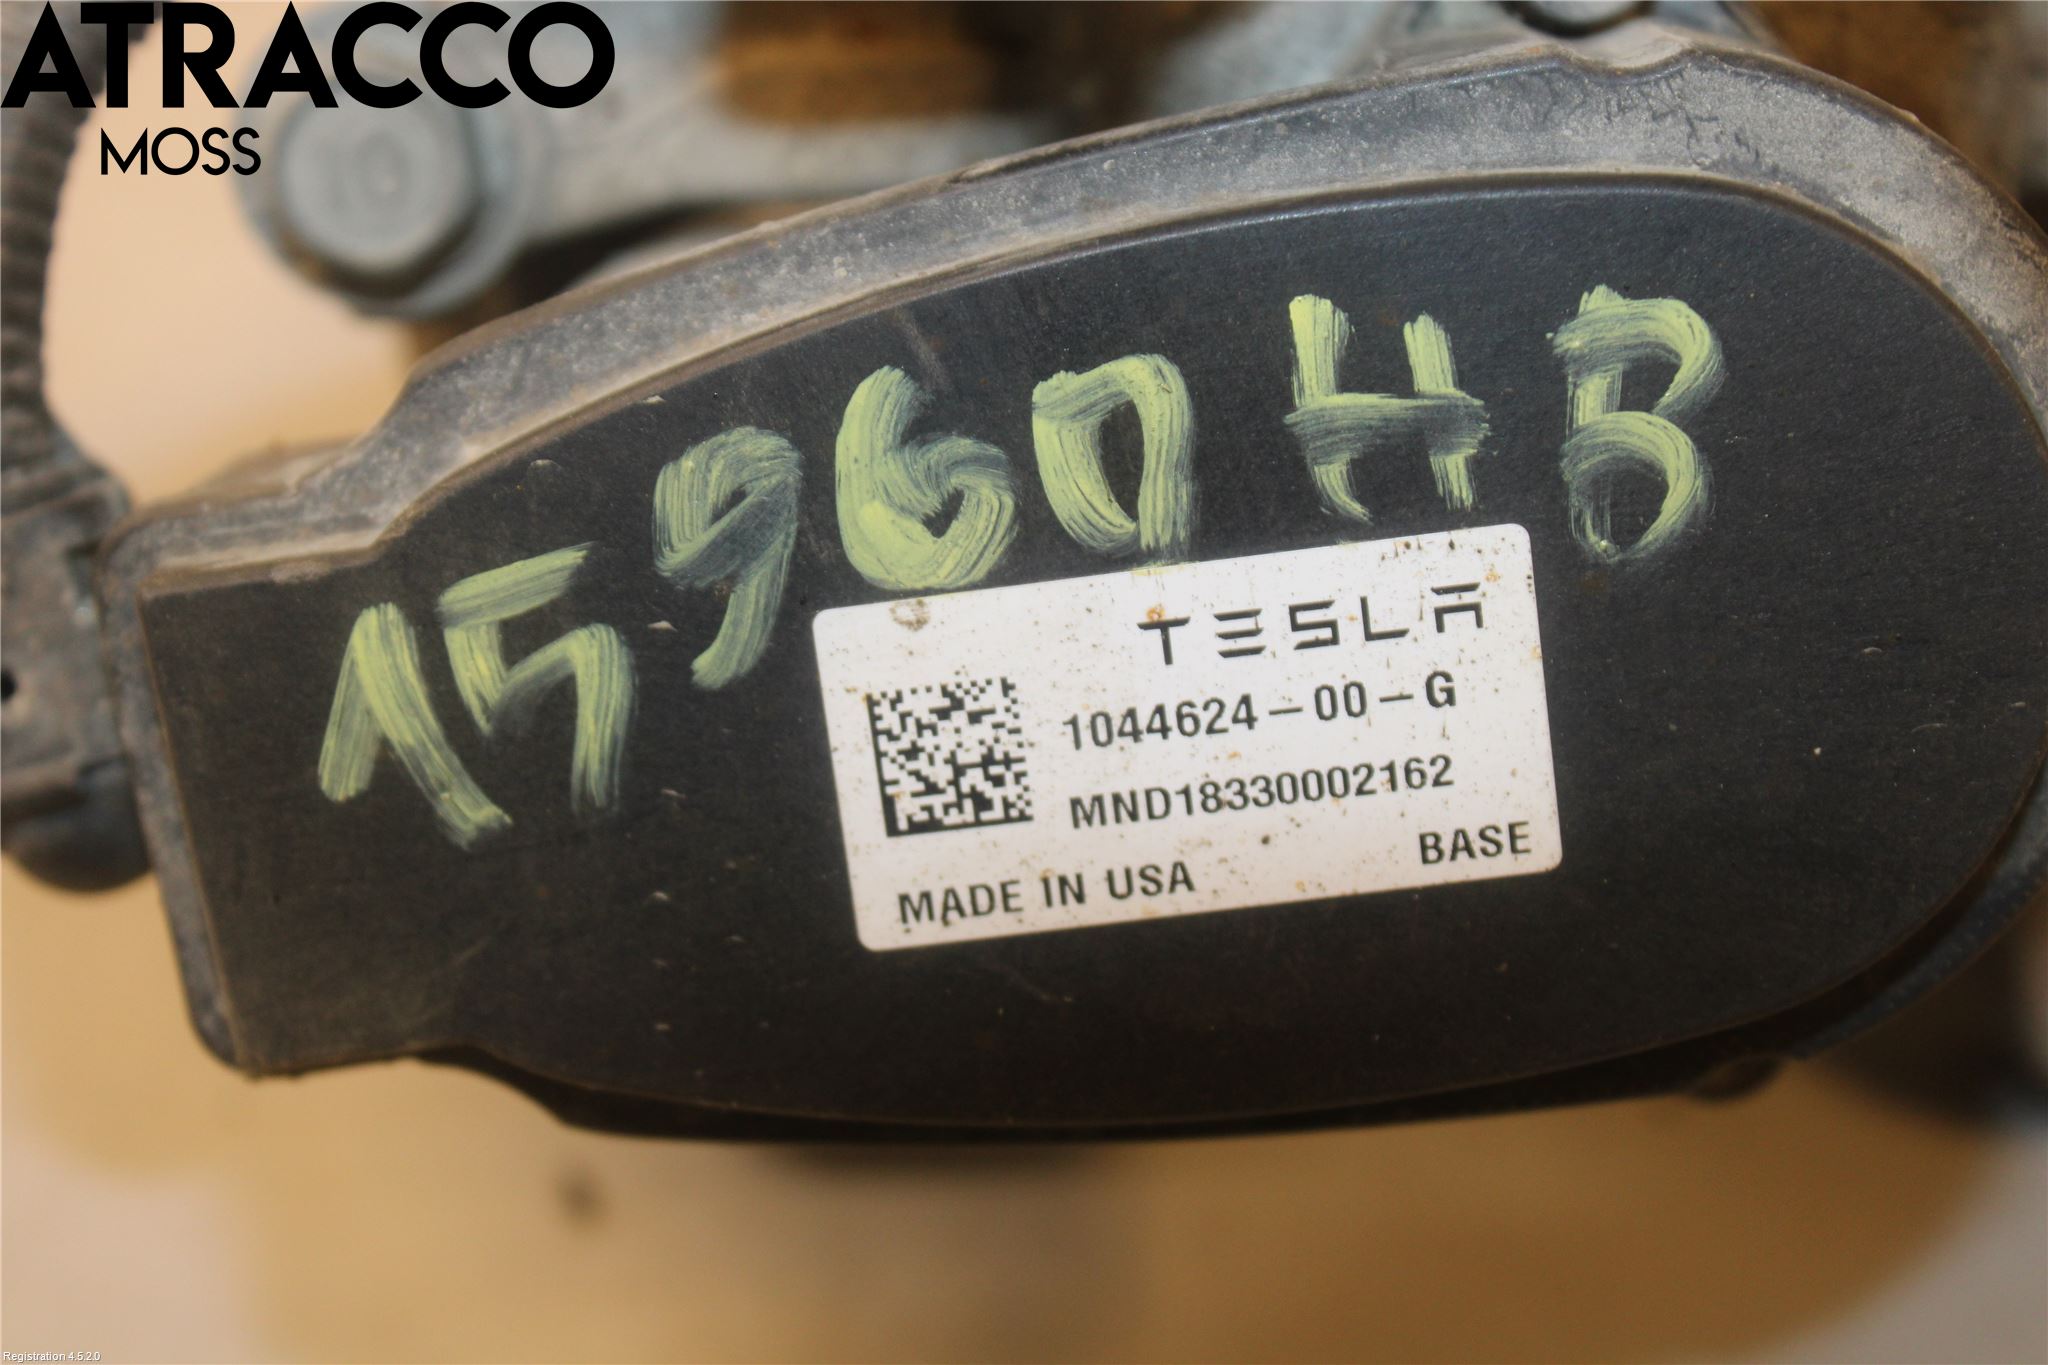 ATRACCO
MOSS
15960HB
TESLA
1044624-00-G
MND18330002162
BASE
MADE IN USA
Registration 4.5.2.0